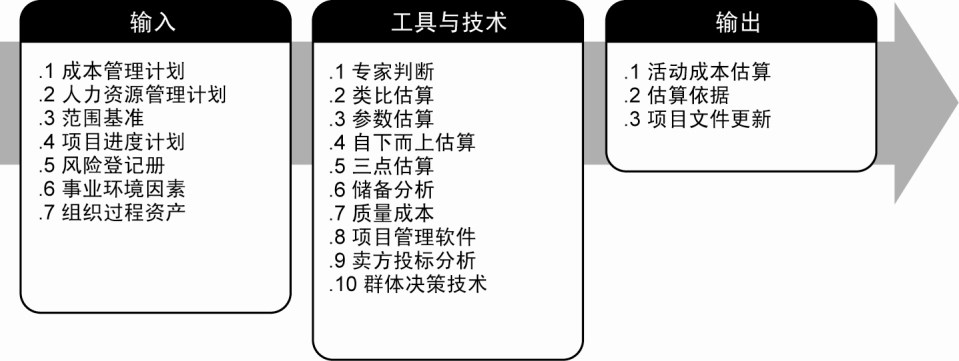 输入
.1 成本管理计划
.2 人力资源管理计划
.3 范围基准
.4 项目进度计划
.5 风险登记册
.6 事业环境因素
.7 组织过程资产
工具与技术
.1 专家判断
.2 类比估算
.3 参数估算
.4 自下而上估算
.5 三点估算
.6 储备分析
.7 质量成本
.8 项目管理软件
.9 卖方投标分析
.10 群体决策技术
输出
.1 活动成本估算
.2 估算依据
.3 项目文件更新